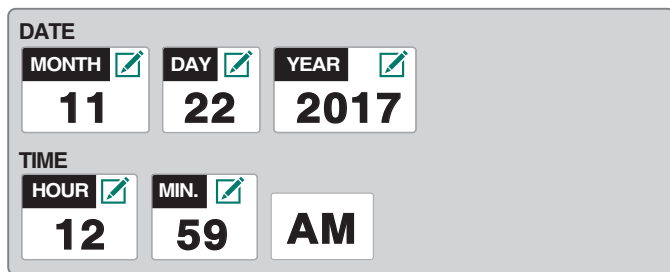 DATE
MONTH DAY YEAR
11 22 2017
TIME
HOUR MIN.
12 59 AM